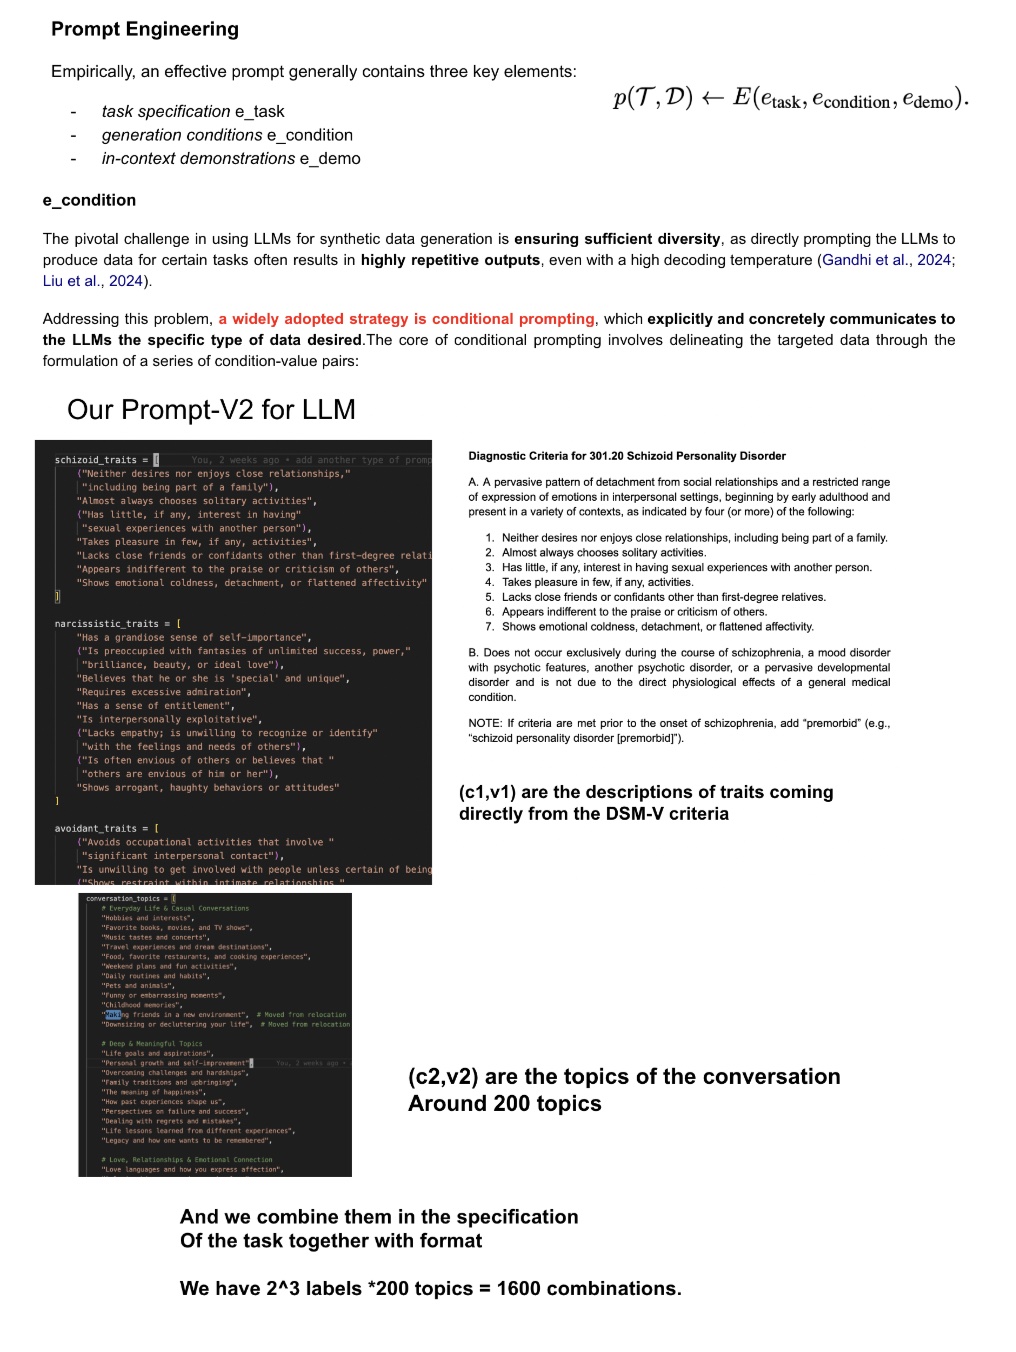 Prompt Engineering
Empirically, an effective prompt generally contains three key elements:
- task specification e_task
- generation conditions e_condition
- in-context demonstrations e_demo
p(𝒯, 𝒟) ← E(e_task, e_condition, e_demo).
e_condition
The pivotal challenge in using LLMs for synthetic data generation is ensuring sufficient diversity, as directly prompting the LLMs to
produce data for certain tasks often results in highly repetitive outputs, even with a high decoding temperature (Gandhi et al., 2024;
Liu et al., 2024).
Addressing this problem, a widely adopted strategy is conditional prompting, which explicitly and concretely communicates to
the LLMs the specific type of data desired.The core of conditional prompting involves delineating the targeted data through the
formulation of a series of condition-value pairs:
Our Prompt-V2 for LLM
schizoid_traits = [ You, 2 weeks ago • add another type of promp
("Neither desires nor enjoys close relationships,"
"including being part of a family"),
"Almost always chooses solitary activities",
("Has little, if any, interest in having"
"sexual experiences with another person"),
"Takes pleasure in few, if any, activities",
"Lacks close friends or confidants other than first-degree relati
"Appears indifferent to the praise or criticism of others",
"Shows emotional coldness, detachment, or flattened affectivity"
]
narcissistic_traits = [
"Has a grandiose sense of self-importance",
("Is preoccupied with fantasies of unlimited success, power,"
"brilliance, beauty, or ideal love"),
"Believes that he or she is 'special' and unique",
"Requires excessive admiration",
"Has a sense of entitlement",
"Is interpersonally exploitative",
("Lacks empathy; is unwilling to recognize or identify"
"with the feelings and needs of others"),
("Is often envious of others or believes that "
"others are envious of him or her"),
"Shows arrogant, haughty behaviors or attitudes"
]
avoidant_traits = [
("Avoids occupational activities that involve "
"significant interpersonal contact"),
"Is unwilling to get involved with people unless certain of being
("Shows restraint within intimate relationships "
Diagnostic Criteria for 301.20 Schizoid Personality Disorder
A. A pervasive pattern of detachment from social relationships and a restricted range
of expression of emotions in interpersonal settings, beginning by early adulthood and
present in a variety of contexts, as indicated by four (or more) of the following:
1. Neither desires nor enjoys close relationships, including being part of a family.
2. Almost always chooses solitary activities.
3. Has little, if any, interest in having sexual experiences with another person.
4. Takes pleasure in few, if any, activities.
5. Lacks close friends or confidants other than first-degree relatives.
6. Appears indifferent to the praise or criticism of others.
7. Shows emotional coldness, detachment, or flattened affectivity.
B. Does not occur exclusively during the course of schizophrenia, a mood disorder
with psychotic features, another psychotic disorder, or a pervasive developmental
disorder and is not due to the direct physiological effects of a general medical
condition.
NOTE: If criteria are met prior to the onset of schizophrenia, add “premorbid” (e.g.,
“schizoid personality disorder [premorbid]”).
(c1,v1) are the descriptions of traits coming
directly from the DSM-V criteria
conversation_topics = [
# Everyday Life & Casual Conversations
"Hobbies and interests",
"Favorite books, movies, and TV shows",
"Music tastes and concerts",
"Travel experiences and dream destinations",
"Food, favorite restaurants, and cooking experiences",
"Weekend plans and fun activities",
"Daily routines and habits",
"Pets and animals",
"Funny or embarrassing moments",
"Childhood memories",
"Making friends in a new environment", # Moved from relocation
"Downsizing or decluttering your life", # Moved from relocation
# Deep & Meaningful Topics
"Life goals and aspirations",
"Personal growth and self-improvement", You, 2 weeks ago •
"Overcoming challenges and hardships",
"Family traditions and upbringing",
"The meaning of happiness",
"How past experiences shape us",
"Perspectives on failure and success",
"Dealing with regrets and mistakes",
"Life lessons learned from different experiences",
"Legacy and how one wants to be remembered",
# Love, Relationships & Emotional Connection
"Love languages and how you express affection",
(c2,v2) are the topics of the conversation
Around 200 topics
And we combine them in the specification
Of the task together with format
We have 2^3 labels *200 topics = 1600 combinations.